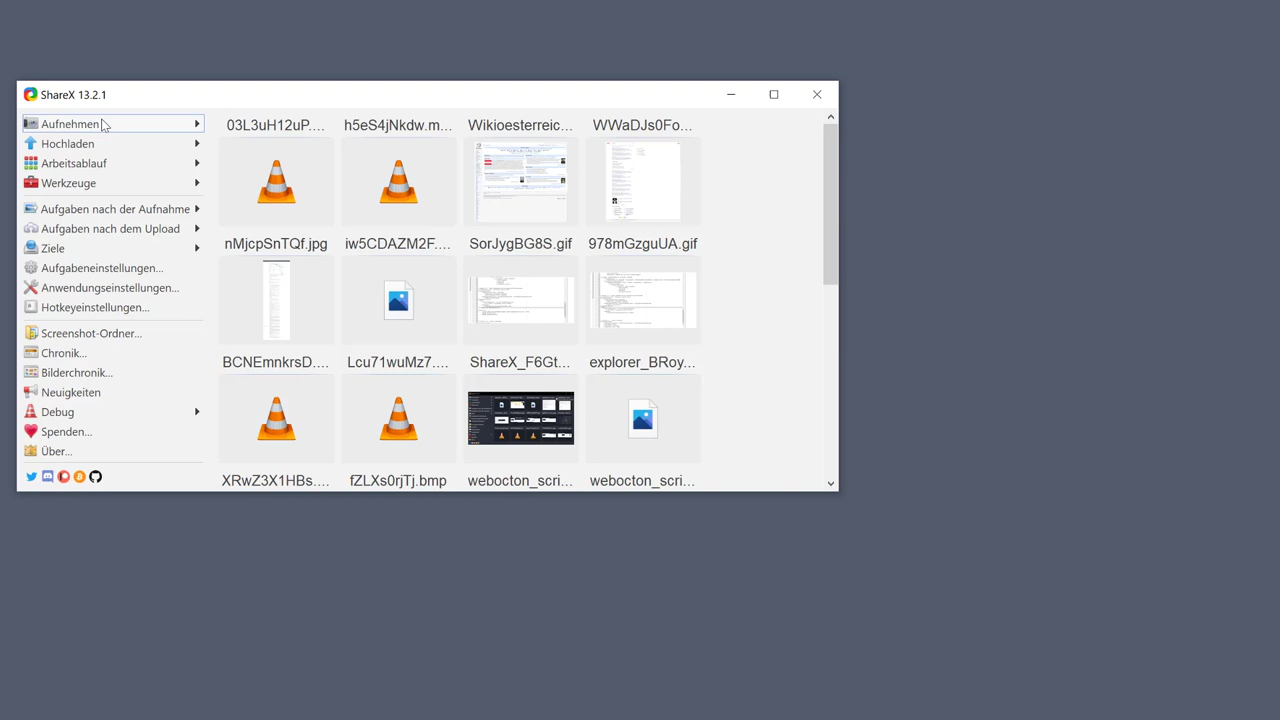 ShareX 13.2.1
Aufnehmen
Hochladen
Arbeitsablauf
Werkzeuge
Aufgaben nach der Aufnahme
Aufgaben nach dem Upload
Ziele
Aufgabeneinstellungen...
Anwendungseinstellungen...
Hotkeyeinstellungen...
Screenshot-Ordner...
Chronik...
Bilderchronik...
Neuigkeiten
Debug
Spenden...
Über...
03L3uH12uP.... h5eS4jNkdw.m... Wikioesterreic... WWaDJs0Fo...
nMjcpSnTQf.jpg iw5CDAZM2F.... SorJygBG8S.gif 978mGzguUA.gif
BCNEmnkrsD.... Lcu71wuMz7.... ShareX_F6Gt... explorer_BRoy...
XRwZ3X1HBs.... fZLXs0rjTj.bmp webocton_scri... webocton_scri...